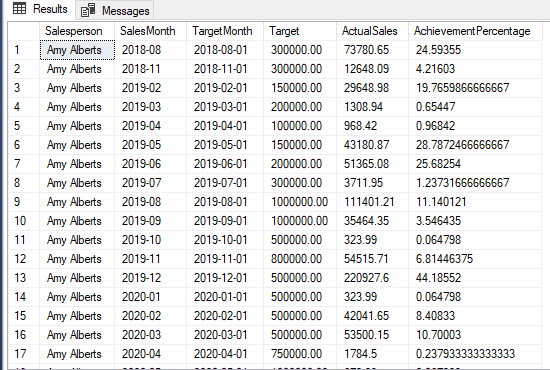 Results Messages
Salesperson SalesMonth TargetMonth Target ActualSales AchievementPercentage
1 Amy Alberts 2018-08 2018-08-01 300000.00 73780.65 24.59355
2 Amy Alberts 2018-11 2018-11-01 300000.00 12648.09 4.21603
3 Amy Alberts 2019-02 2019-02-01 150000.00 29648.98 19.7659866666667
4 Amy Alberts 2019-03 2019-03-01 200000.00 1308.94 0.65447
5 Amy Alberts 2019-04 2019-04-01 100000.00 968.42 0.96842
6 Amy Alberts 2019-05 2019-05-01 150000.00 43180.87 28.7872466666667
7 Amy Alberts 2019-06 2019-06-01 200000.00 51365.08 25.68254
8 Amy Alberts 2019-07 2019-07-01 300000.00 3711.95 1.23731666666667
9 Amy Alberts 2019-08 2019-08-01 1000000.00 111401.21 11.140121
10 Amy Alberts 2019-09 2019-09-01 1000000.00 35464.35 3.546435
11 Amy Alberts 2019-10 2019-10-01 500000.00 323.99 0.064798
12 Amy Alberts 2019-11 2019-11-01 800000.00 54515.71 6.81446375
13 Amy Alberts 2019-12 2019-12-01 500000.00 220927.6 44.18552
14 Amy Alberts 2020-01 2020-01-01 500000.00 323.99 0.064798
15 Amy Alberts 2020-02 2020-02-01 500000.00 42041.65 8.40833
16 Amy Alberts 2020-03 2020-03-01 500000.00 53500.15 10.70003
17 Amy Alberts 2020-04 2020-04-01 750000.00 1784.5 0.237933333333333